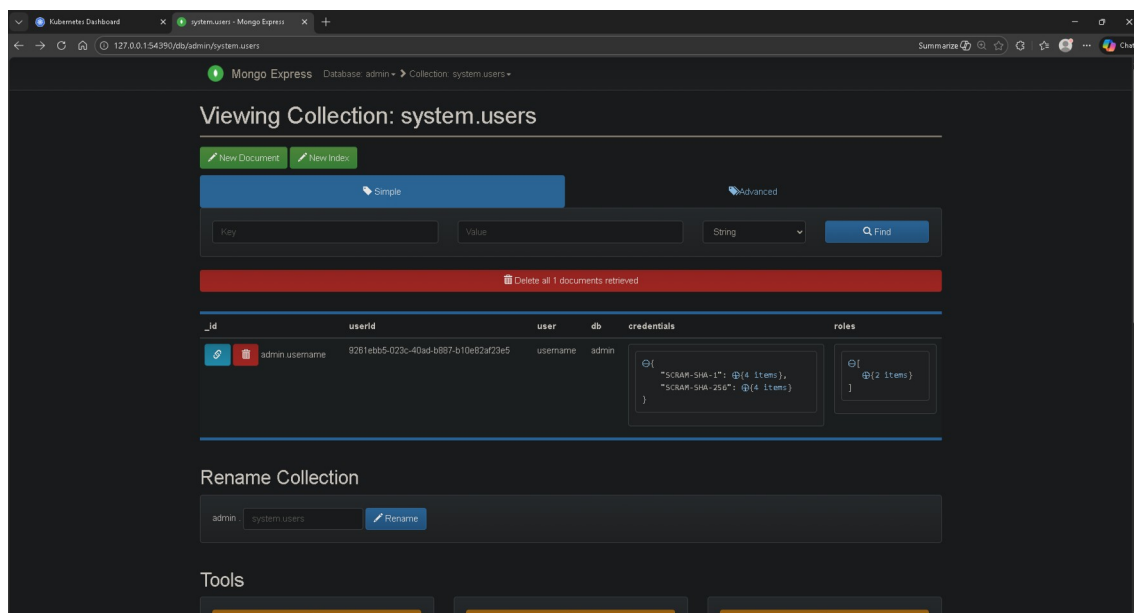 Kubernetes Dashboard
system.users - Mongo Express
127.0.0.1:54390/db/admin/system.users
Summarize
Chat
Mongo Express Database: admin Collection: system.users
Viewing Collection: system.users
New Document New Index
Simple Advanced
Key Value String Find
Delete all 1 documents retrieved
_id userId user db credentials roles
admin.username 9261ebb5-023c-40ad-b887-b10e82af23e5 username admin
{
"SCRAM-SHA-1": {4 items},
"SCRAM-SHA-256": {4 items}
}
[
{2 items}
]
Rename Collection
admin . system.users Rename
Tools